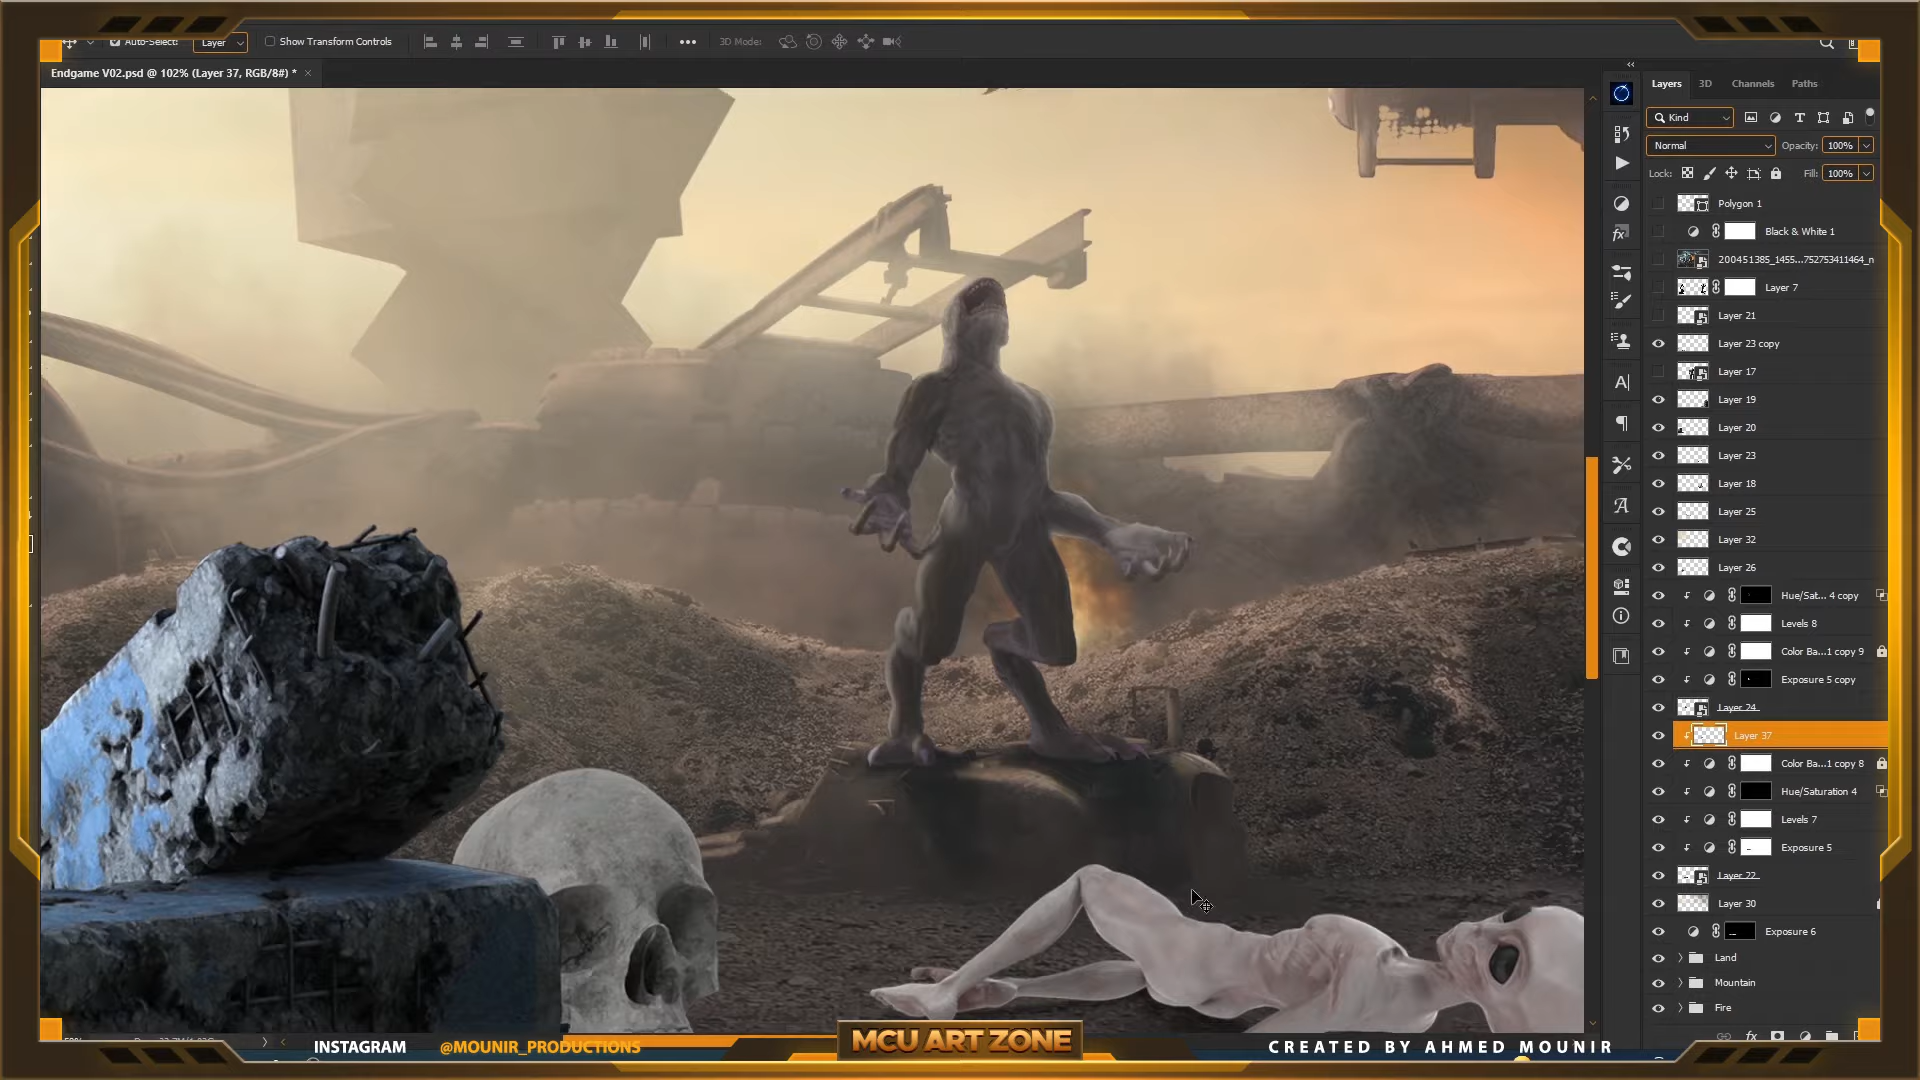 Auto-Select:
Layer
Show Transform Controls
3D Mode:
Endgame V02.psd @ 102% (Layer 37, RGB/8#) *
Layers
3D
Channels
Paths
Kind
Normal
Opacity:
100%
Lock:
Fill:
100%
Polygon 1
Black & White 1
200451385_1455...752753411464_n
Layer 7
Layer 21
Layer 23 copy
Layer 17
Layer 19
Layer 20
Layer 23
Layer 18
Layer 25
Layer 32
Layer 26
Hue/Sat... 4 copy
Levels 8
Color Ba...1 copy 9
Exposure 5 copy
Layer 24
Layer 37
Color Ba...1 copy 8
Hue/Saturation 4
Levels 7
Exposure 5
Layer 22
Layer 30
Exposure 6
Land
Mountain
Fire
INSTAGRAM
@MOUNIR_PRODUCTIONS
MCU ART ZONE
CREATED BY AHMED MOUNIR